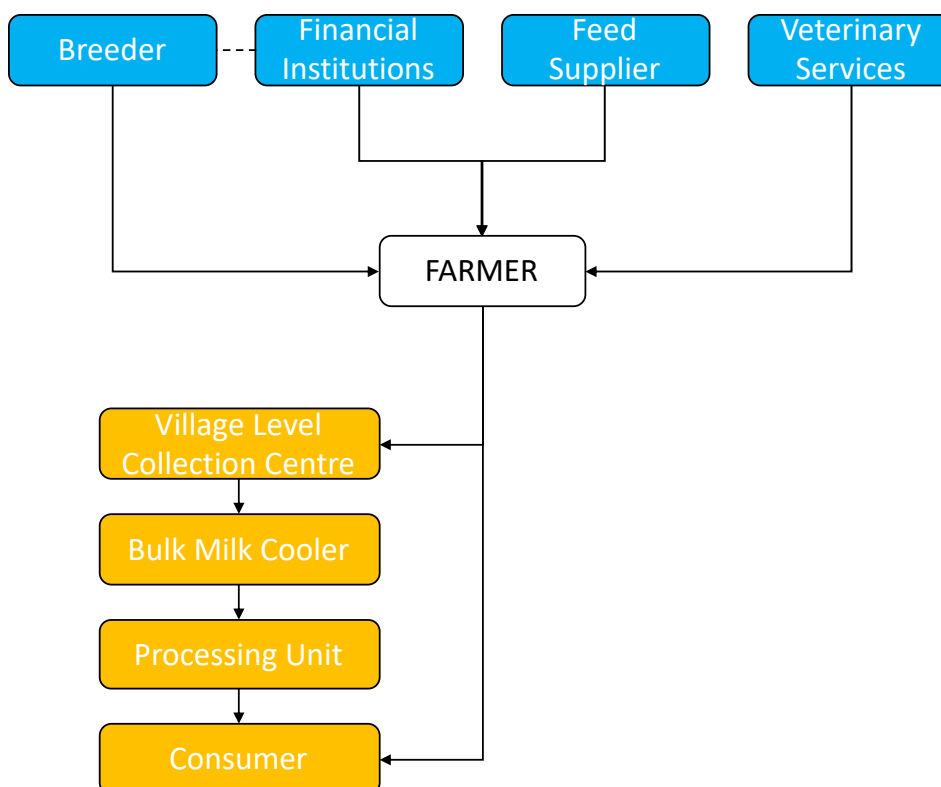 Breeder
Financial
Institutions
Feed
Supplier
Veterinary
Services
FARMER
Village Level
Collection Centre
Bulk Milk Cooler
Processing Unit
Consumer